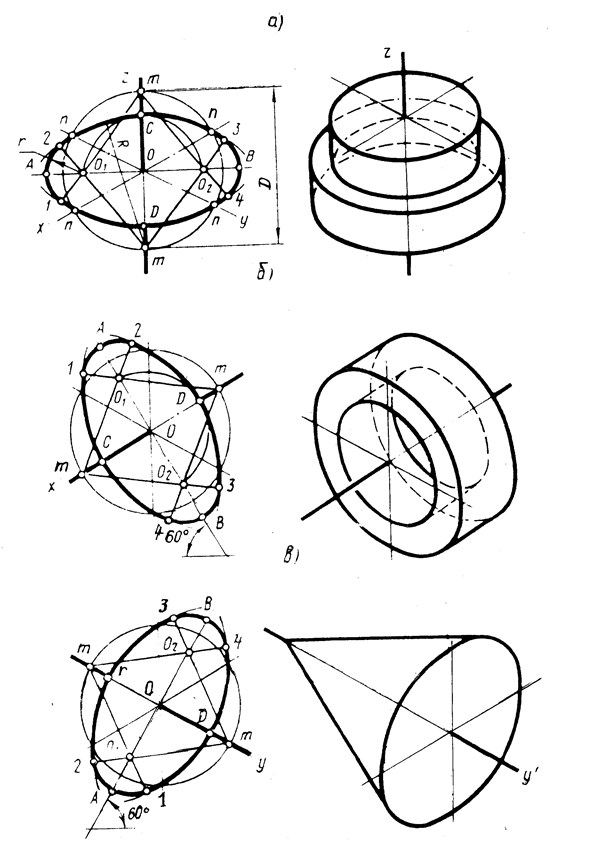 а)
z m z
n C n
r 2 R 3
A O₁ O O₂ B D
1 D 4
x n n y
m
б)
A 2
1 m
O₁ D
O
C
m O₂
x 3
4 60° B
в)
3 B
m O₂ 4
r
O
D
2 m
y y'
A 1
60°